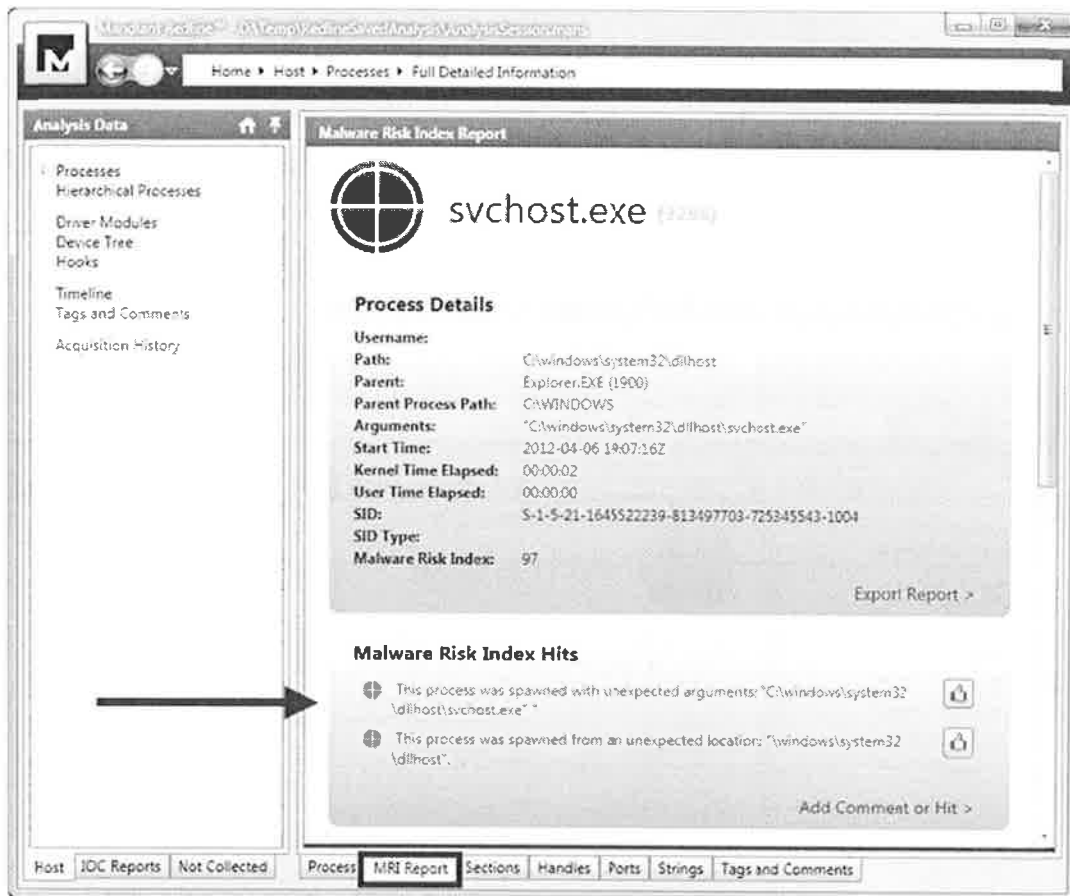 M
Mandiant Redline™ - D:\Temp\RedlineSavedAnalysis\AnalysisSession.mans
Home ▸ Host ▸ Processes ▸ Full Detailed Information
Analysis Data
Processes
Hierarchical Processes
Driver Modules
Device Tree
Hooks
Timeline
Tags and Comments
Acquisition History
Host
IOC Reports
Not Collected
Malware Risk Index Report
svchost.exe
Process Details
Username:
Path: C:\windows\system32\dllhost
Parent: Explorer.EXE (1900)
Parent Process Path: C:\WINDOWS
Arguments: "C:\windows\system32\dllhost\svchost.exe"
Start Time: 2012-04-06 19:07:16Z
Kernel Time Elapsed: 00:00:02
User Time Elapsed: 00:00:00
SID: S-1-5-21-1645522239-813497703-725345543-1004
SID Type:
Malware Risk Index: 97
Export Report >
Malware Risk Index Hits
This process was spawned with unexpected arguments: "C:\windows\system32
\dllhost\svchost.exe" "
This process was spawned from an unexpected location: "\windows\system32
\dllhost".
Add Comment or Hit >
Process
MRI Report
Sections
Handles
Ports
Strings
Tags and Comments